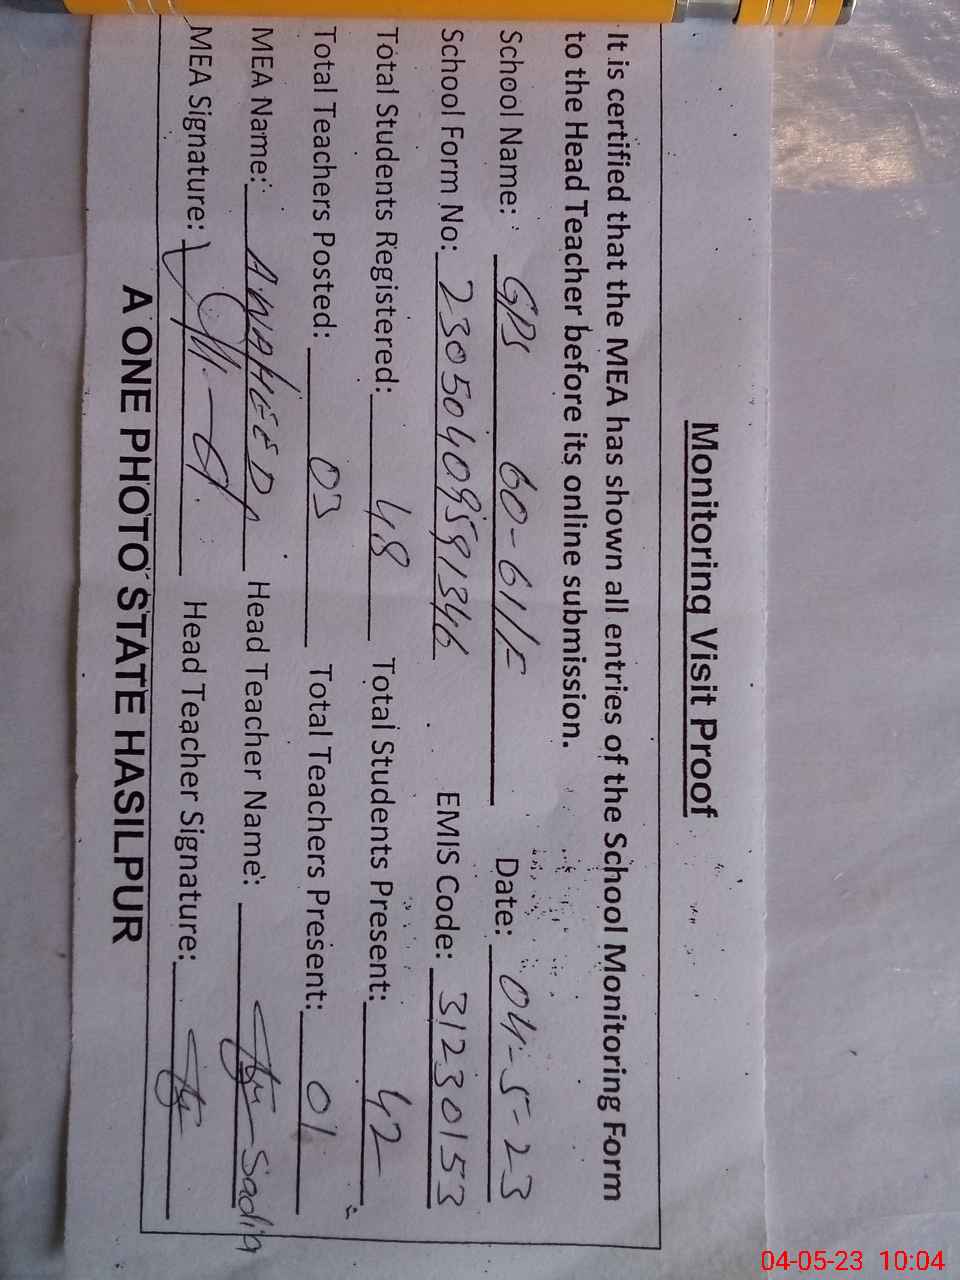 Monitoring Visit Proof
It is certified that the MEA has shown all entries of the School Monitoring Form
to the Head Teacher before its online submission.
School Name: GPS 60-61/F Date: 04-5-23
School Form No: 23050409591346 EMIS Code: 31230153
Total Students Registered: 48 Total Students Present: 42
Total Teachers Posted: 03 Total Teachers Present: 01
MEA Name: A.WAHEED Head Teacher Name: Sadia
MEA Signature: Head Teacher Signature:
A ONE PHOTO STATE HASILPUR
04-05-23 10:04